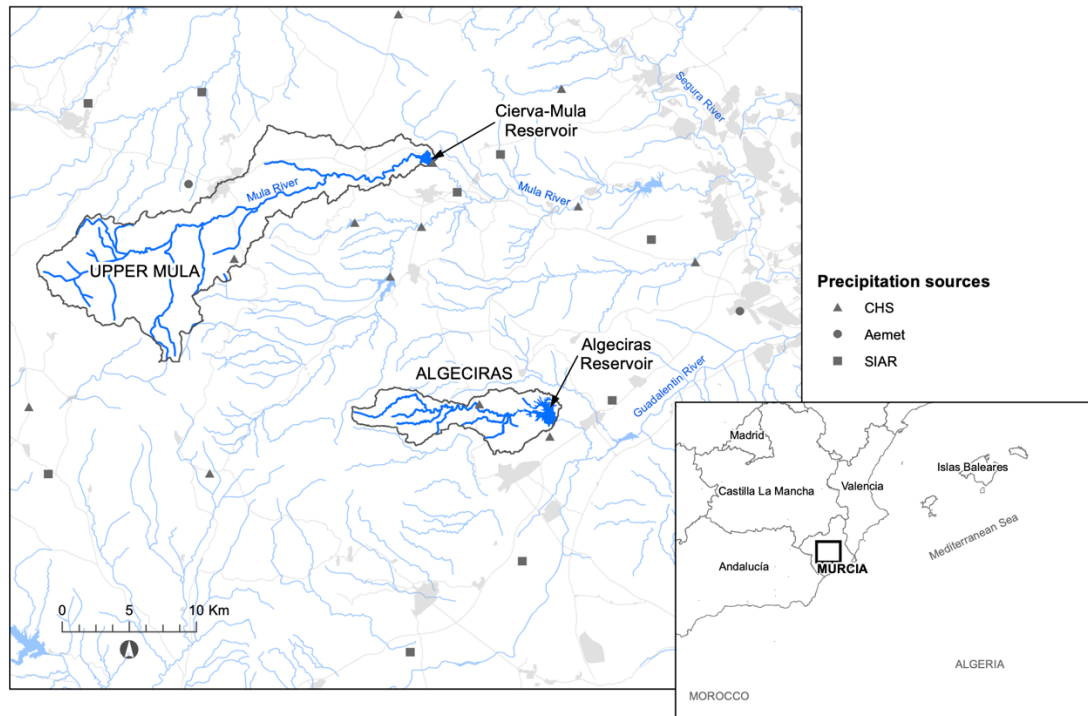 Segura River
Cierva-Mula
Reservoir
Mula River
Mula River
UPPER MULA
Precipitation sources
CHS
Aemet
SIAR
Algeciras
Reservoir
ALGECIRAS
Guadalentin River
0 5 10 Km
Madrid
Islas Baleares
Castilla La Mancha
Valencia
Mediterranean Sea
Andalucía
MURCIA
ALGERIA
MOROCCO